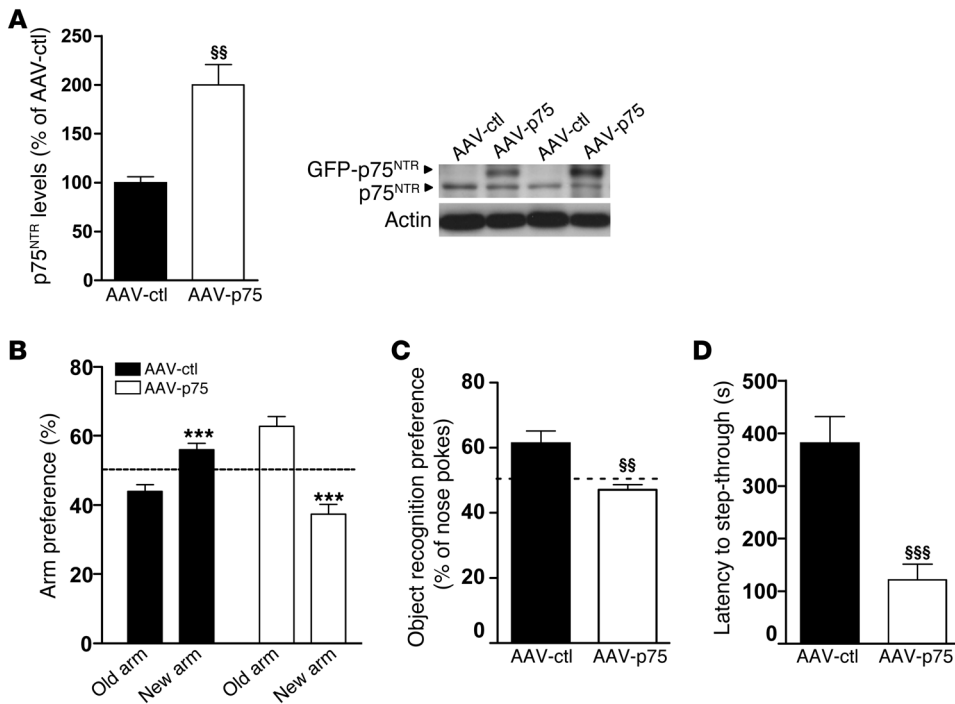 A
p75NTR levels (% of AAV-ctl)
250
200
150
100
50
0
§§
AAV-ctl
AAV-p75
AAV-ctl
AAV-p75
AAV-ctl
AAV-p75
GFP-p75NTR
p75NTR
Actin
B
AAV-ctl
AAV-p75
Arm preference (%)
80
60
40
20
0
***
***
Old arm
New arm
Old arm
New arm
C
Object recognition preference
(% of nose pokes)
80
60
40
20
0
§§
AAV-ctl
AAV-p75
D
Latency to step-through (s)
500
400
300
200
100
0
§§§
AAV-ctl
AAV-p75